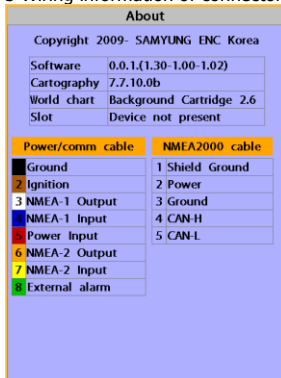 About
Copyright 2009- SAMYUNG ENC Korea
Software 0.0.1.(1.30-1.00-1.02)
Cartography 7.7.10.0b
World chart Background Cartridge 2.6
Slot Device not present
Power/comm cable
Ground
2 Ignition
3 NMEA-1 Output
4 NMEA-1 Input
5 Power Input
6 NMEA-2 Output
7 NMEA-2 Input
8 External alarm
NMEA2000 cable
1 Shield Ground
2 Power
3 Ground
4 CAN-H
5 CAN-L